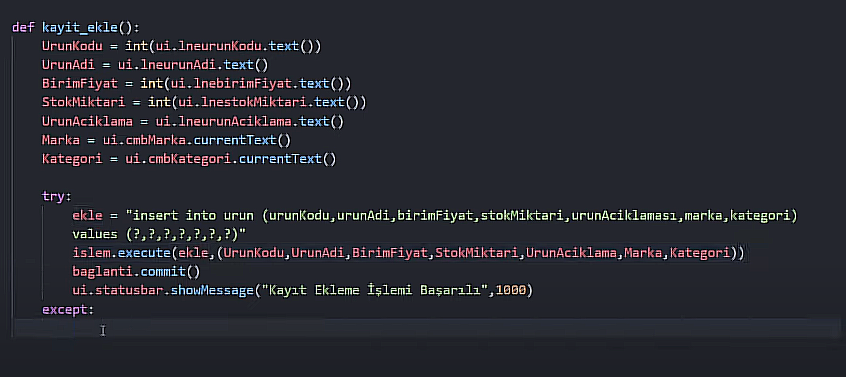 def kayit_ekle():
    UrunKodu = int(ui.lneurunKodu.text())
    UrunAdi = ui.lneurunAdi.text()
    BirimFiyat = int(ui.lnebirimFiyat.text())
    StokMiktari = int(ui.lnestokMiktari.text())
    UrunAciklama = ui.lneurunAciklama.text()
    Marka = ui.cmbMarka.currentText()
    Kategori = ui.cmbKategori.currentText()
    try:
        ekle = "insert into urun (urunKodu,urunAdi,birimFiyat,stokMiktari,urunAciklaması,marka,kategori)
        values (?,?,?,?,?,?,?)"
        islem.execute(ekle,(UrunKodu,UrunAdi,BirimFiyat,StokMiktari,UrunAciklama,Marka,Kategori))
        baglanti.commit()
        ui.statusbar.showMessage("Kayıt Ekleme İşlemi Başarılı",1000)
    except: